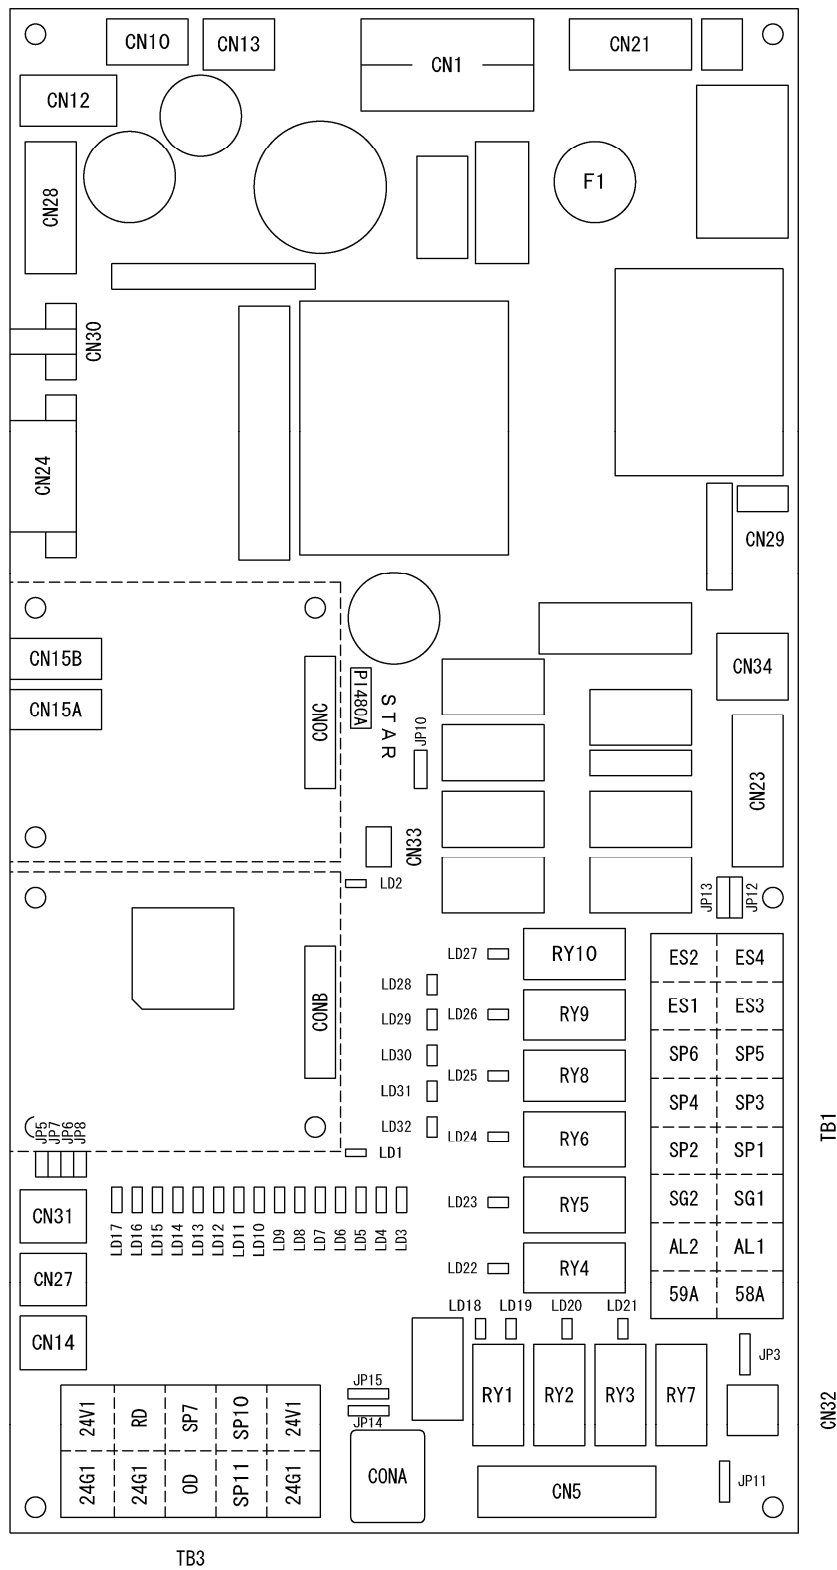 CN10
CN13
CN1
CN21
CN12
CN28
F1
CN30
CN24
CN29
CN15B
CN15A
CONC
PI480A
STAR
JP10
CN34
CN23
CN33
LD2
JP13
JP12
LD27
RY10
ES2 ES4
LD28
CONB
LD29
LD26
RY9
ES1 ES3
LD30
SP6 SP5
LD25
RY8
LD31
SP4 SP3
LD32
LD24
RY6
JP5
JP7
JP6
JP8
LD1
SP2 SP1
TB1
CN31
LD17
LD16
LD15
LD14
LD13
LD12
LD11
LD10
LD9
LD8
LD7
LD6
LD5
LD4
LD3
LD23
RY5
SG2 SG1
AL2 AL1
CN27
LD22
RY4
59A 58A
LD18
LD19
LD20
LD21
CN14
JP3
JP15
RY1
RY2
RY3
RY7
CN32
24V1
RD
SP7
SP10
24V1
JP14
24G1
24G1
OD
SP11
24G1
CONA
CN5
JP11
TB3